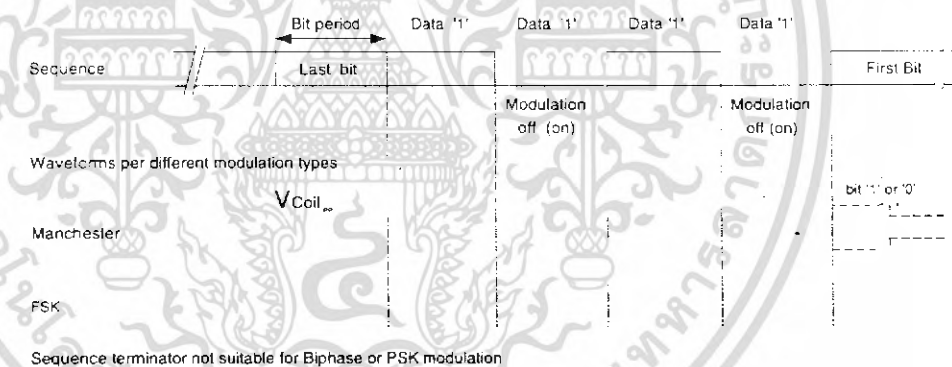 Bit period Data '1' Data '1' Data '1' Data '1'
Sequence Last bit First Bit
Modulation Modulation
off (on) off (on)
Waveforms per different modulation types
VCoil pp bit '1' or '0'
Manchester
FSK
Sequence terminator not suitable for Biphase or PSK modulation